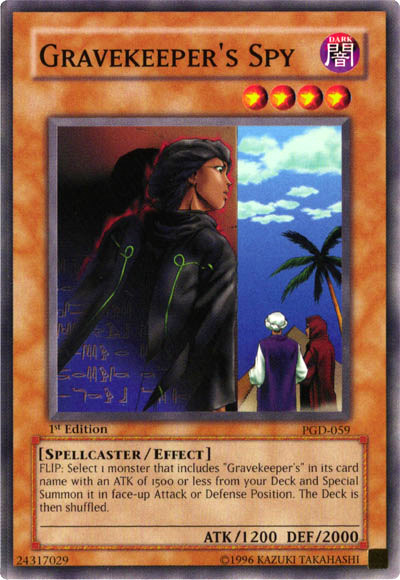 GRAVEKEEPER'S SPY
DARK
闇
1st Edition
PGD-059
[SPELLCASTER / EFFECT]
FLIP: Select 1 monster that includes "Gravekeeper's" in its card
name with an ATK of 1500 or less from your Deck and Special
Summon it in face-up Attack or Defense Position. The Deck is
then shuffled.
ATK/1200 DEF/2000
24317029
©1996 KAZUKI TAKAHASHI